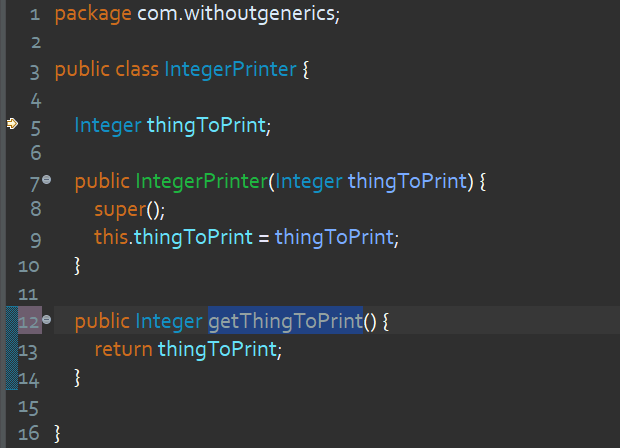 1 package com.withoutgenerics;
2
3 public class IntegerPrinter {
4
5 Integer thingToPrint;
6
7 public IntegerPrinter(Integer thingToPrint) {
8 super();
9 this.thingToPrint = thingToPrint;
10 }
11
12 public Integer getThingToPrint() {
13 return thingToPrint;
14 }
15
16 }